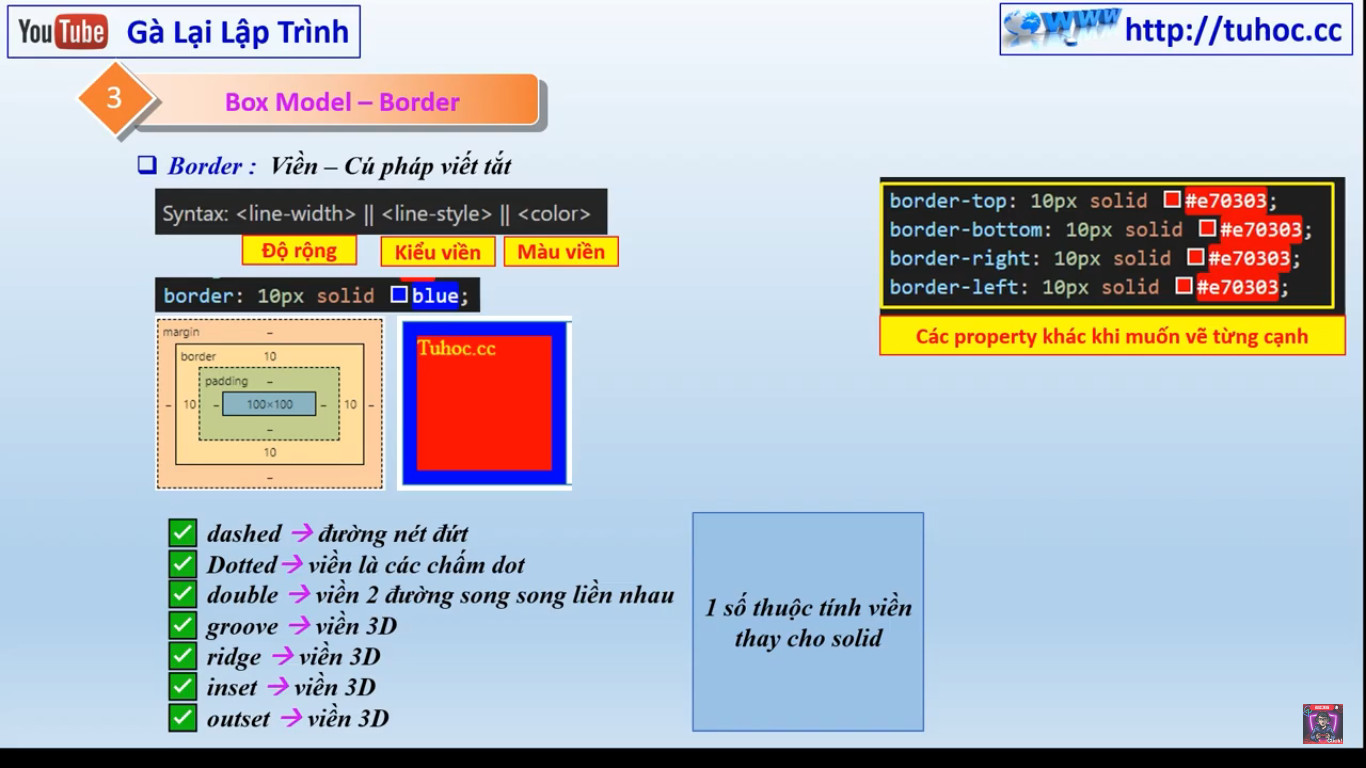 YouTube Gà Lại Lập Trình
http://tuhoc.cc
3
Box Model – Border
Border : Viền – Cú pháp viết tắt
Syntax: <line-width> || <line-style> || <color>
Độ rộng Kiểu viền Màu viền
border: 10px solid blue;
margin –
border 10
padding –
– 10 – 100×100 – 10 –
–
10
–
Tuhoc.cc
border-top: 10px solid #e70303;
border-bottom: 10px solid #e70303;
border-right: 10px solid #e70303;
border-left: 10px solid #e70303;
Các property khác khi muốn vẽ từng cạnh
dashed → đường nét đứt
Dotted → viền là các chấm dot
double → viền 2 đường song song liền nhau
groove → viền 3D
ridge → viền 3D
inset → viền 3D
outset → viền 3D
1 số thuộc tính viền
thay cho solid